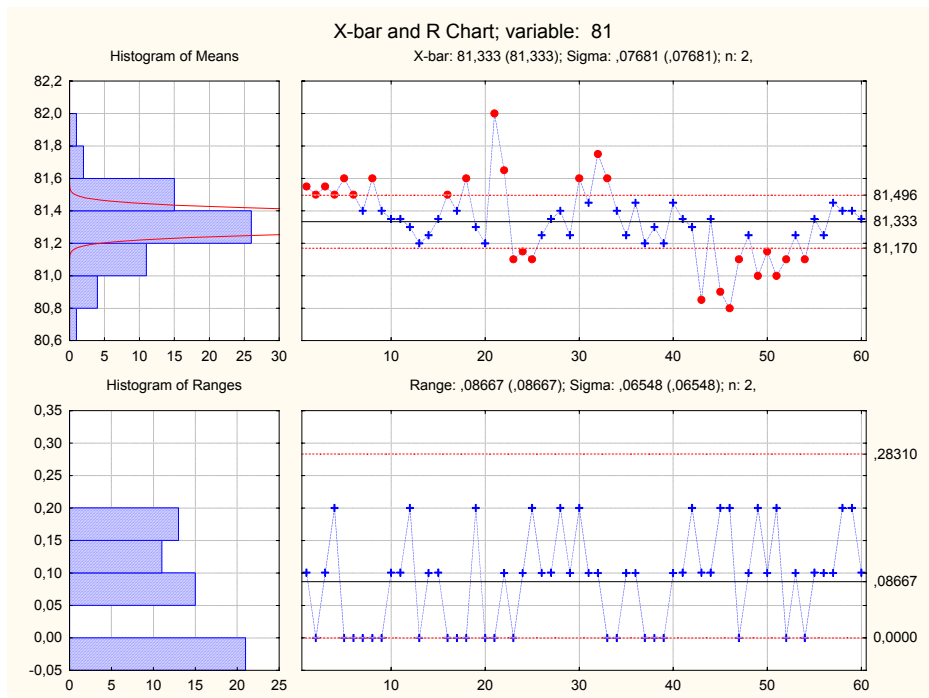 X-bar and R Chart; variable:  81
Histogram of Means
X-bar: 81,333 (81,333); Sigma: ,07681 (,07681); n: 2,
82,2
82,0
81,8
81,6
81,4
81,2
81,0
80,8
80,6
0 5 10 15 20 25 30
10 20 30 40 50 60
81,496
81,333
81,170
Histogram of Ranges
Range: ,08667 (,08667); Sigma: ,06548 (,06548); n: 2,
0,35
0,30
0,25
0,20
0,15
0,10
0,05
0,00
-0,05
0 5 10 15 20 25
10 20 30 40 50 60
,28310
,08667
0,0000